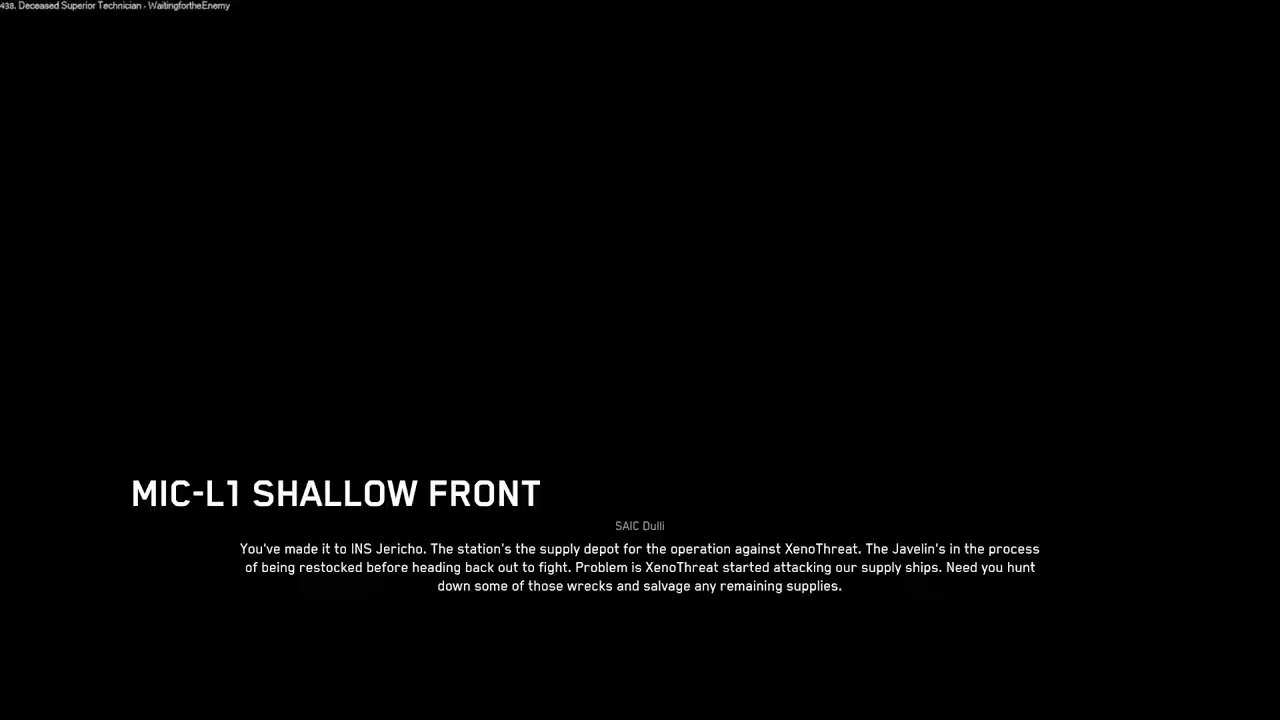 438. Deceased Superior Technician - WaitingfortheEnemy
MIC-L1 SHALLOW FRONT
SAIC Dulli
You've made it to INS Jericho. The station's the supply depot for the operation against XenoThreat. The Javelin's in the process
of being restocked before heading back out to fight. Problem is XenoThreat started attacking our supply ships. Need you hunt
down some of those wrecks and salvage any remaining supplies.